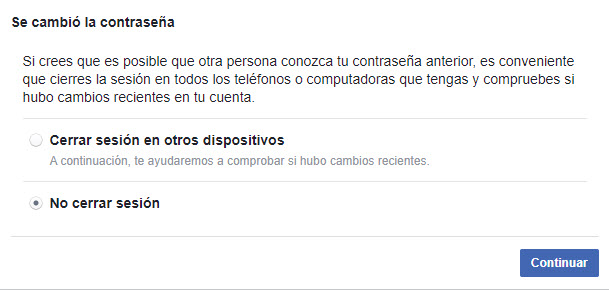 Se cambió la contraseña
Si crees que es posible que otra persona conozca tu contraseña anterior, es conveniente
que cierres la sesión en todos los teléfonos o computadoras que tengas y compruebes si
hubo cambios recientes en tu cuenta.
Cerrar sesión en otros dispositivos
A continuación, te ayudaremos a comprobar si hubo cambios recientes.
No cerrar sesión
Continuar